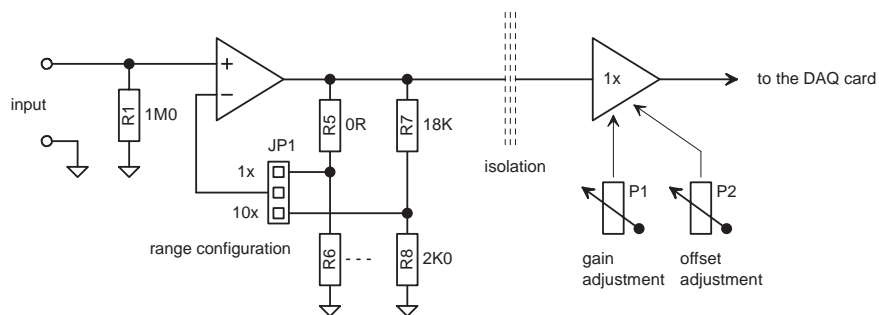 input
R1
1M0
+
−
R5
0R
R7
18K
JP1
1x
10x
range configuration
R6
- - -
R8
2K0
isolation
1x
to the DAQ card
P1
P2
gain
adjustment
offset
adjustment